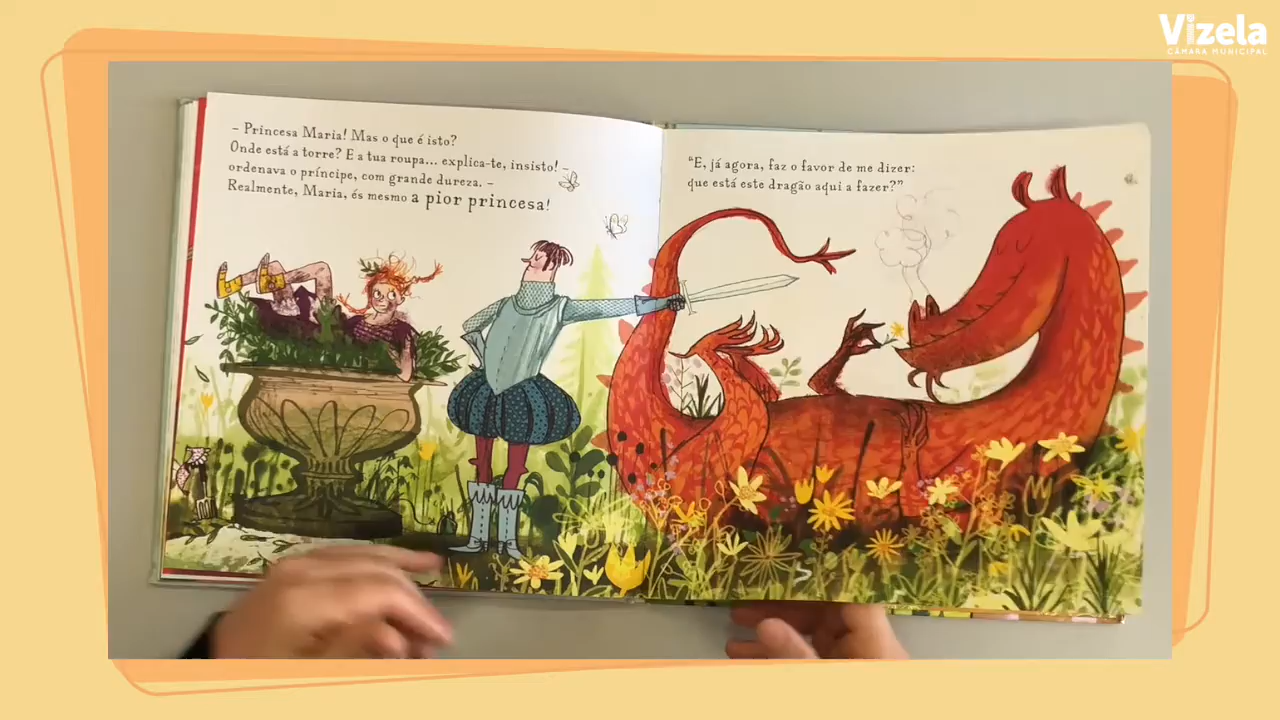 Vizela
CÂMARA MUNICIPAL
– Princesa Maria! Mas o que é isto?
Onde está a torre? E a tua roupa... explica-te, insisto! –
ordenava o príncipe, com grande dureza. –
Realmente, Maria, és mesmo a pior princesa!
“E, já agora, faz o favor de me dizer:
que está este dragão aqui a fazer?”